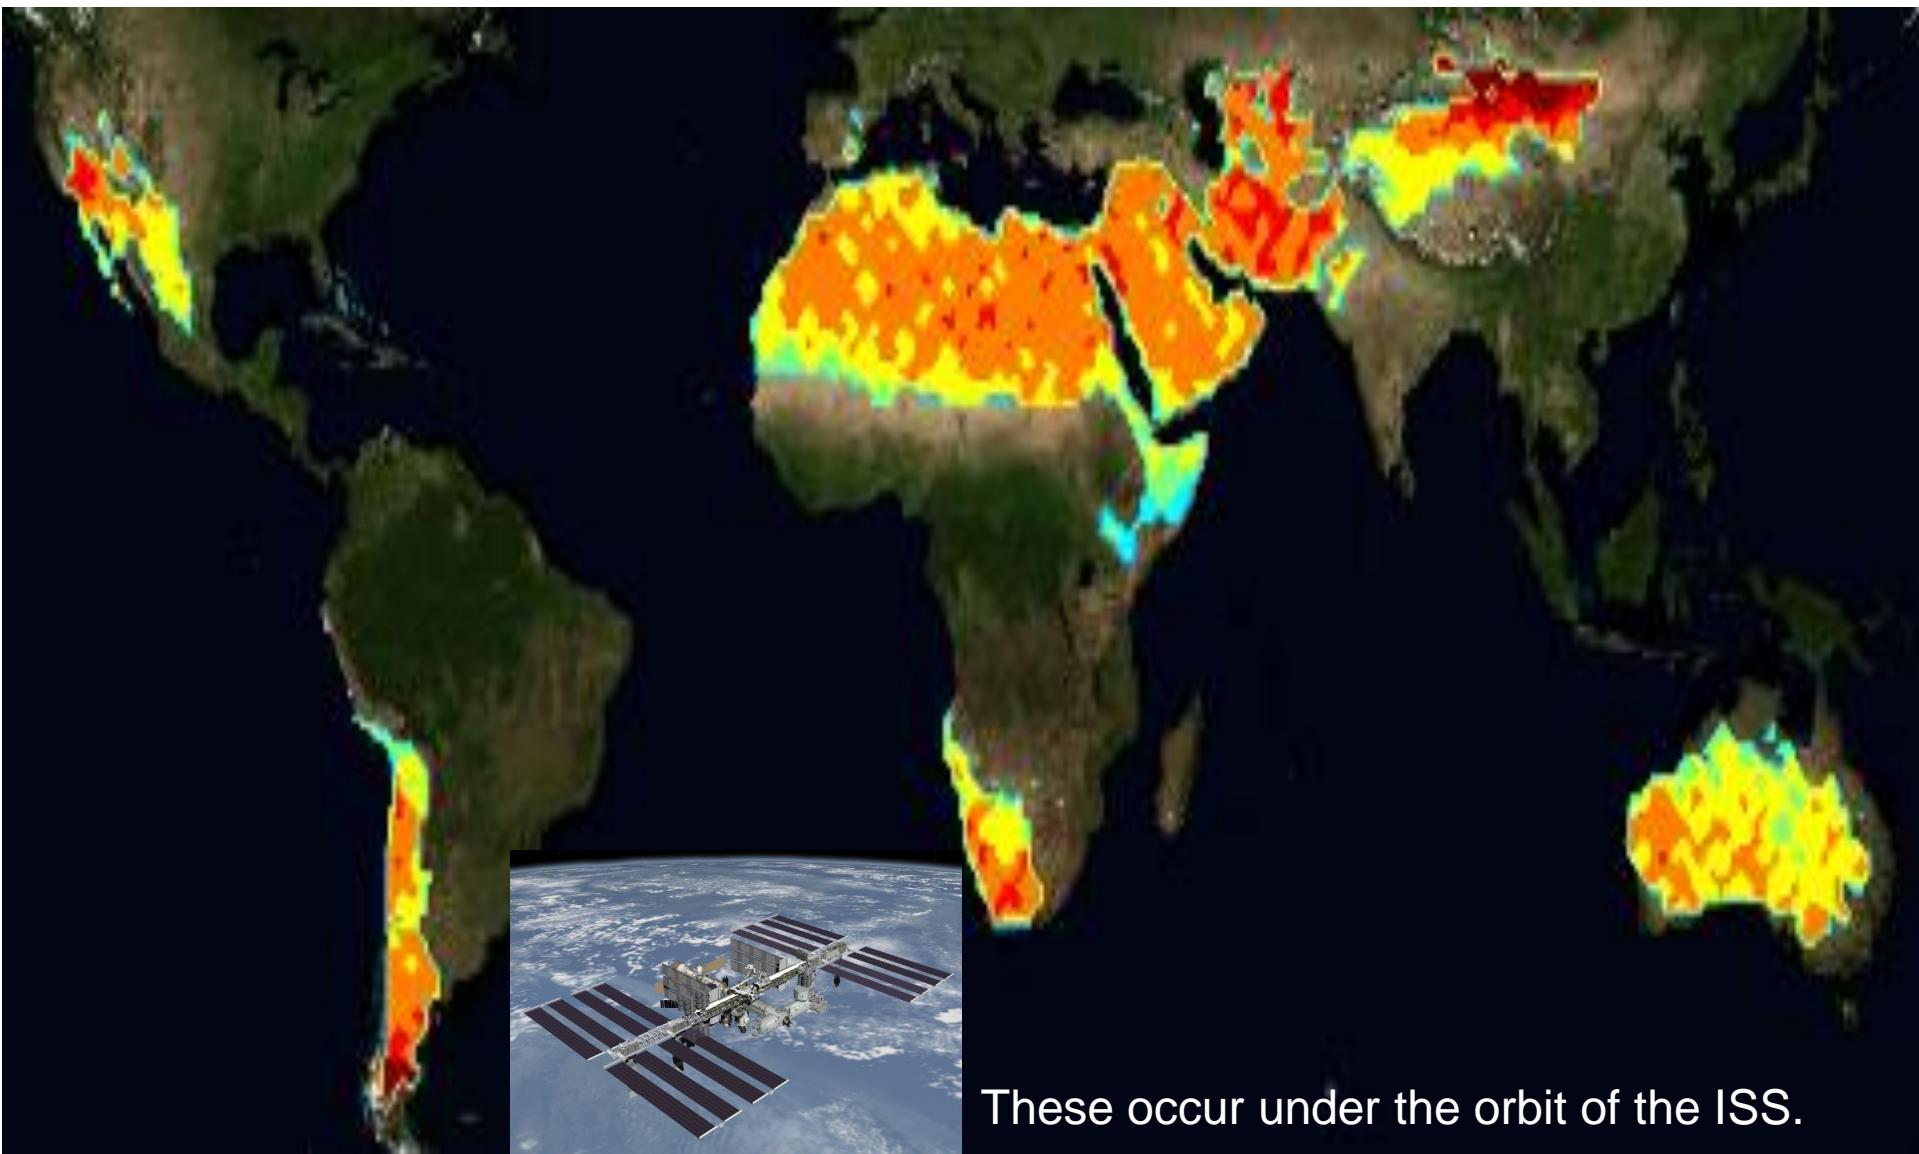 These occur under the orbit of the ISS.